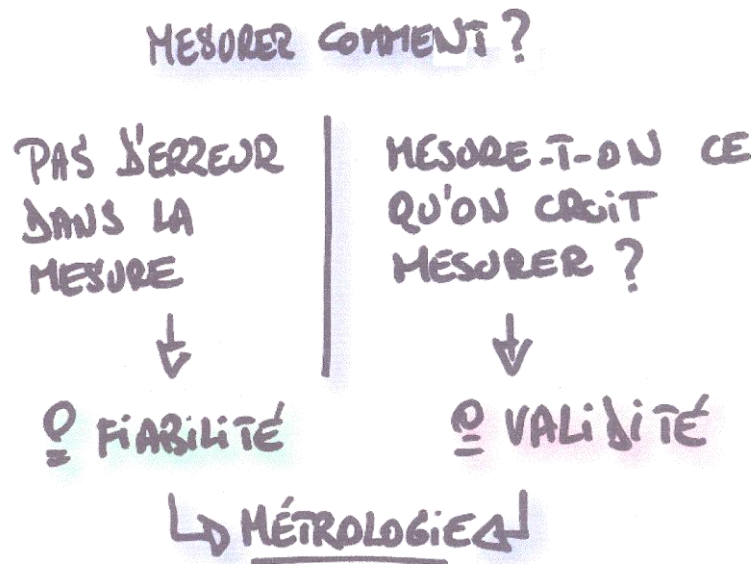 MESURER COMMENT ?
PAS D'ERREUR
DANS LA
MESURE
MESURE-T-ON CE
QU'ON CROIT
MESURER ?
FIABILITÉ
VALIDITÉ
MÉTROLOGIE